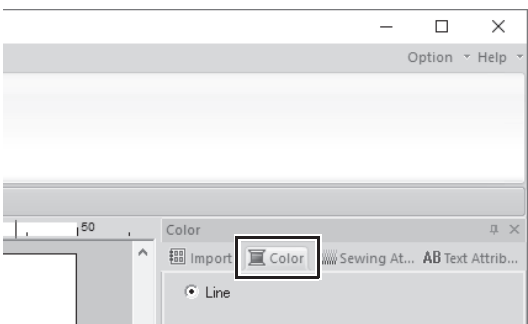 Option Help
50
Color
Import Color Sewing At... AB Text Attrib...
Line